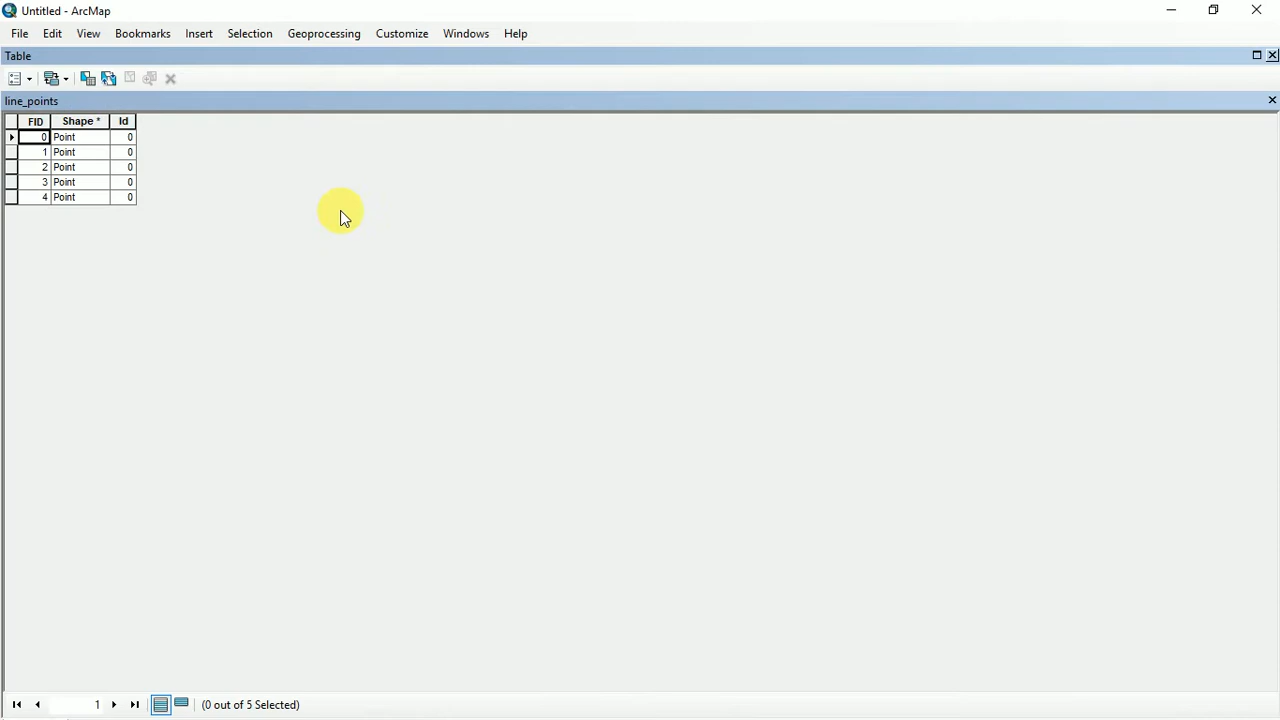 Untitled - ArcMap
File Edit View Bookmarks Insert Selection Geoprocessing Customize Windows Help
Table
line_points
FID Shape * Id
0 Point 0
1 Point 0
2 Point 0
3 Point 0
4 Point 0
1 (0 out of 5 Selected)